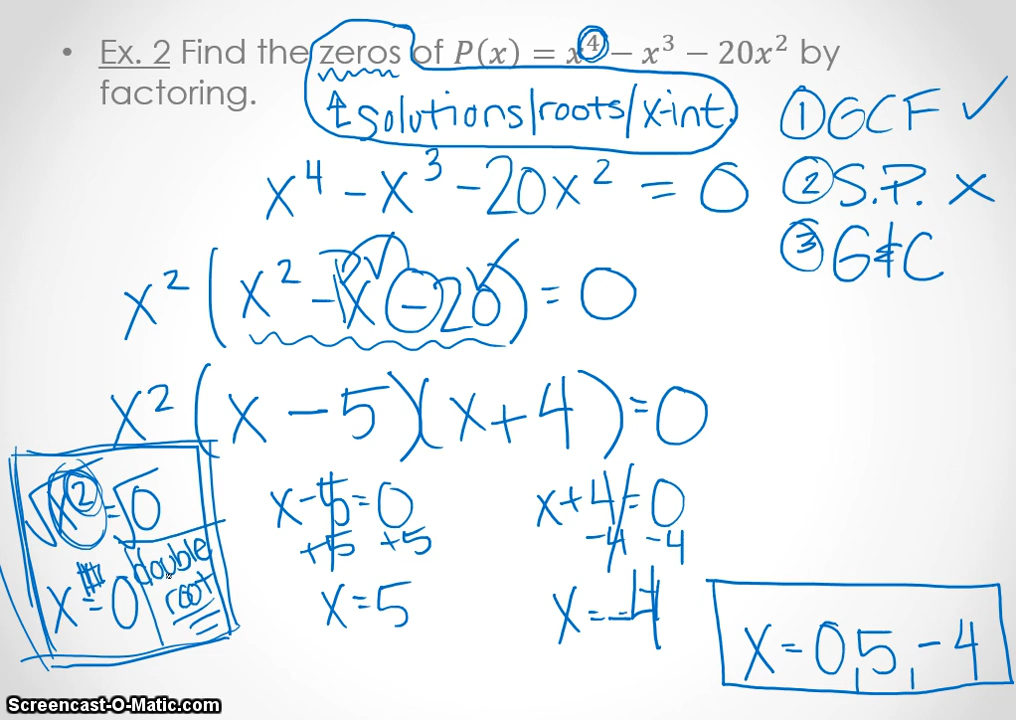 • Ex. 2 Find the zeros of P(x) = x⁴ − x³ − 20x² by
factoring.
↑ solutions/roots/x-int.
① GCF ✓
x⁴ − x³ − 20x² = 0
② S.P. ×
③ G&C
x² (x² − 1x − 20) = 0
x² (x − 5)(x + 4) = 0
√x² = √0
x − 5 = 0
x + 4 = 0
+5 +5
−4 −4
x = 0
double
root
x = 5
x = −4
x = 0, 5, −4
Screencast-O-Matic.com